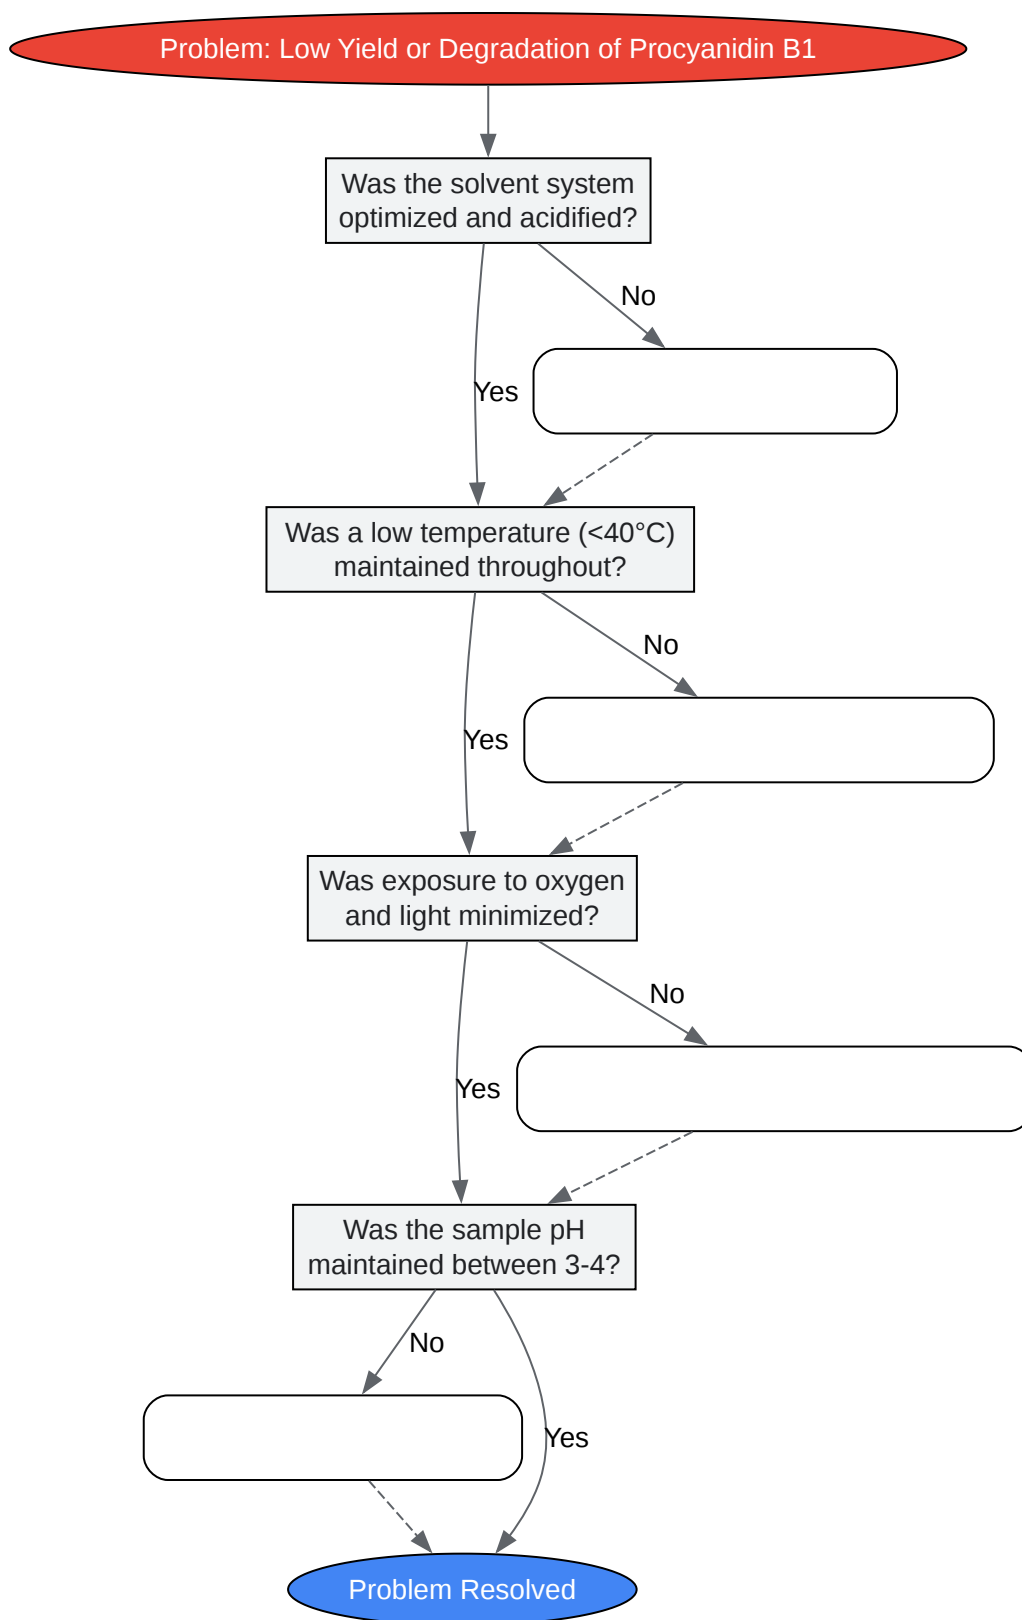 Problem: Low Yield or Degradation of Procyanidin B1
Was the solvent system
optimized and acidified?
No
Yes
Was a low temperature (<40°C)
maintained throughout?
No
Yes
Was exposure to oxygen
and light minimized?
No
Yes
Was the sample pH
maintained between 3-4?
No
Yes
Problem Resolved